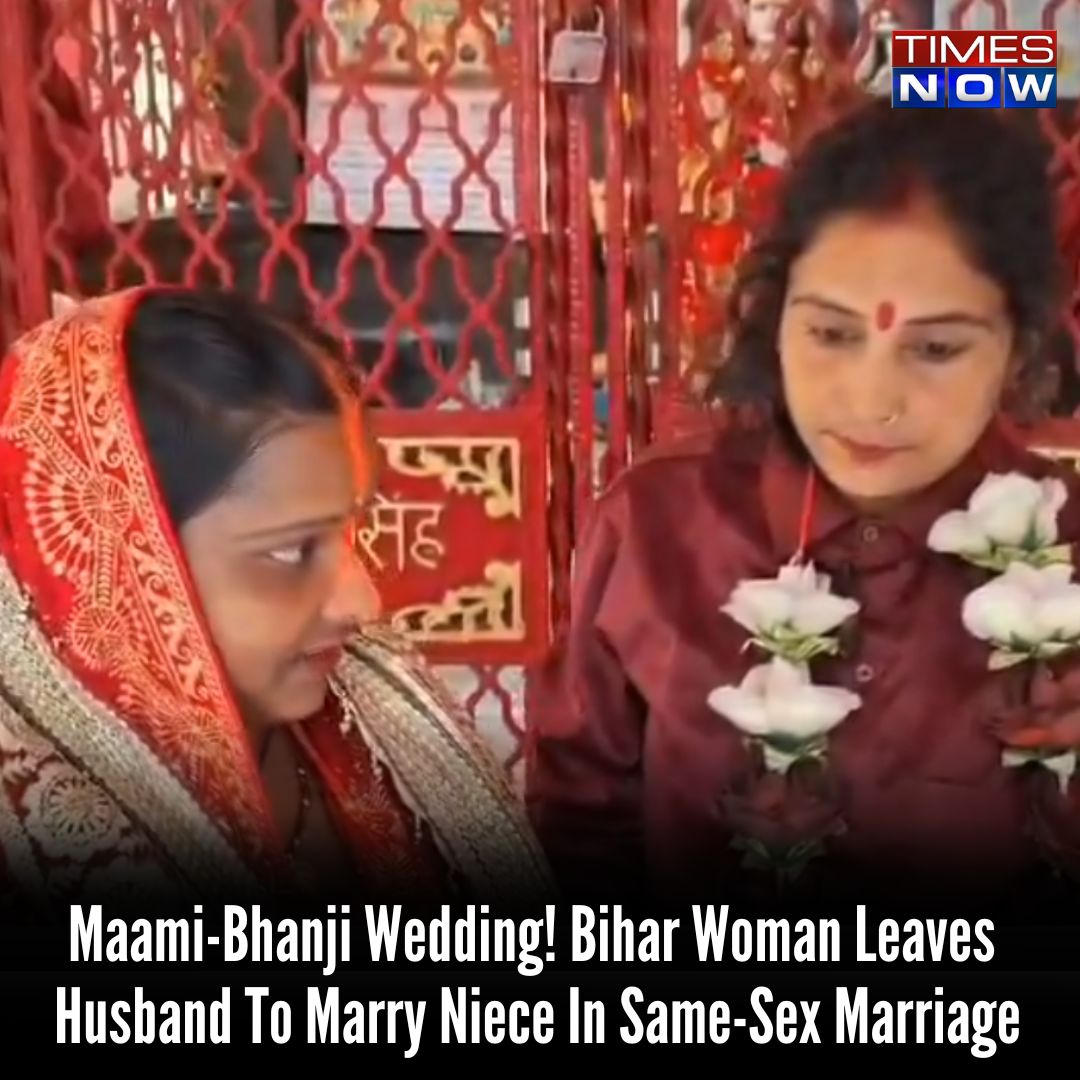 TIMES
NOW
सेंह
Maami-Bhanji Wedding! Bihar Woman Leaves
Husband To Marry Niece In Same-Sex Marriage